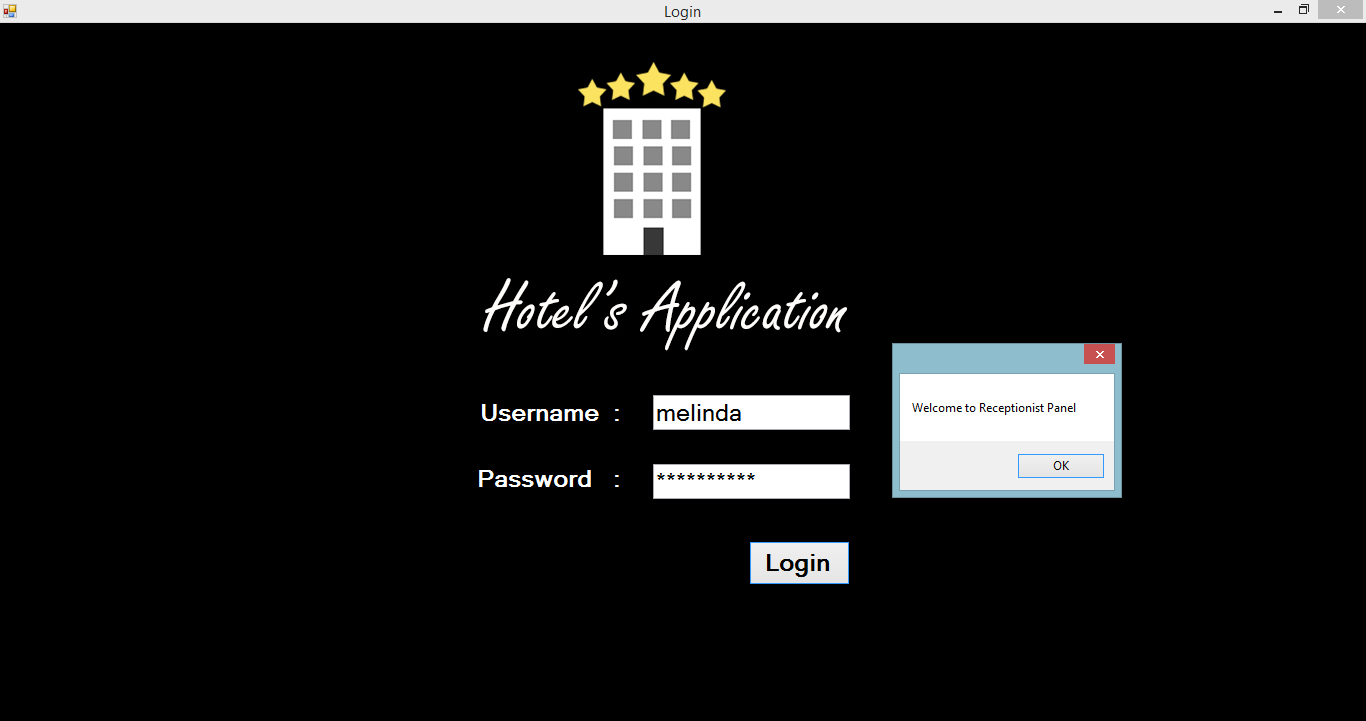 Login
Hotel's Application
Username :
melinda
Password :
**********
Login
Welcome to Receptionist Panel
OK